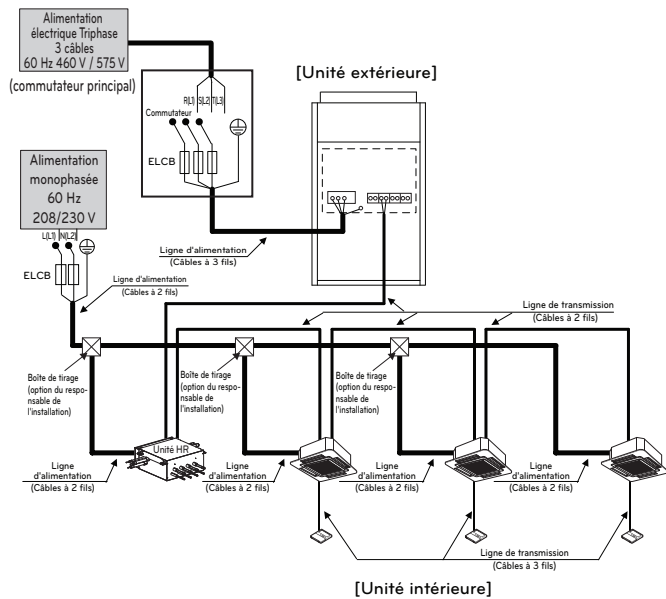 Alimentation
électrique Triphase
3 câbles
60 Hz 460 V / 575 V
(commutateur principal)
[Unité extérieure]
R(L1) S(L2) T(L3)
Commutateur
ELCB
Alimentation
monophasée
60 Hz
208/230 V
L(L1) N(L2)
ELCB
Ligne d'alimentation
(Câbles à 3 fils)
Ligne d'alimentation
(Câbles à 2 fils)
Ligne de transmission
(Câbles à 2 fils)
Boîte de tirage
(option du respo-
nsable de
l'installation)
Boîte de tirage
(option du respo-
nsable de
l'installation)
Boîte de tirage
(option du respo-
nsable de
l'installation)
Unité HR
Ligne
d'alimentation
(Câbles à 2 fils)
Ligne
d'alimentation
(Câbles à 2 fils)
Ligne
d'alimentation
(Câbles à 2 fils)
Ligne
d'alimentation
(Câbles à 2 fils)
Ligne de transmission
(Câbles à 3 fils)
[Unité intérieure]